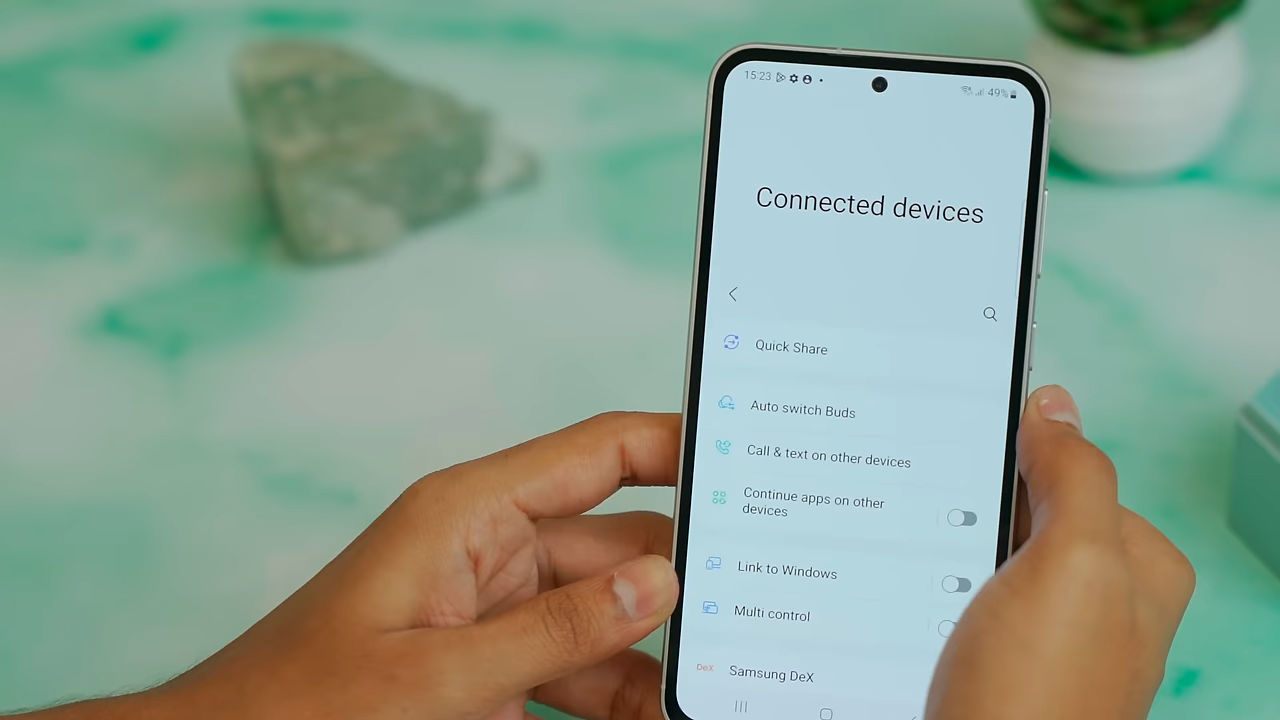 15:23
49%
Connected devices
Quick Share
Auto switch Buds
Call & text on other devices
Continue apps on other
devices
Link to Windows
Multi control
DeX Samsung DeX